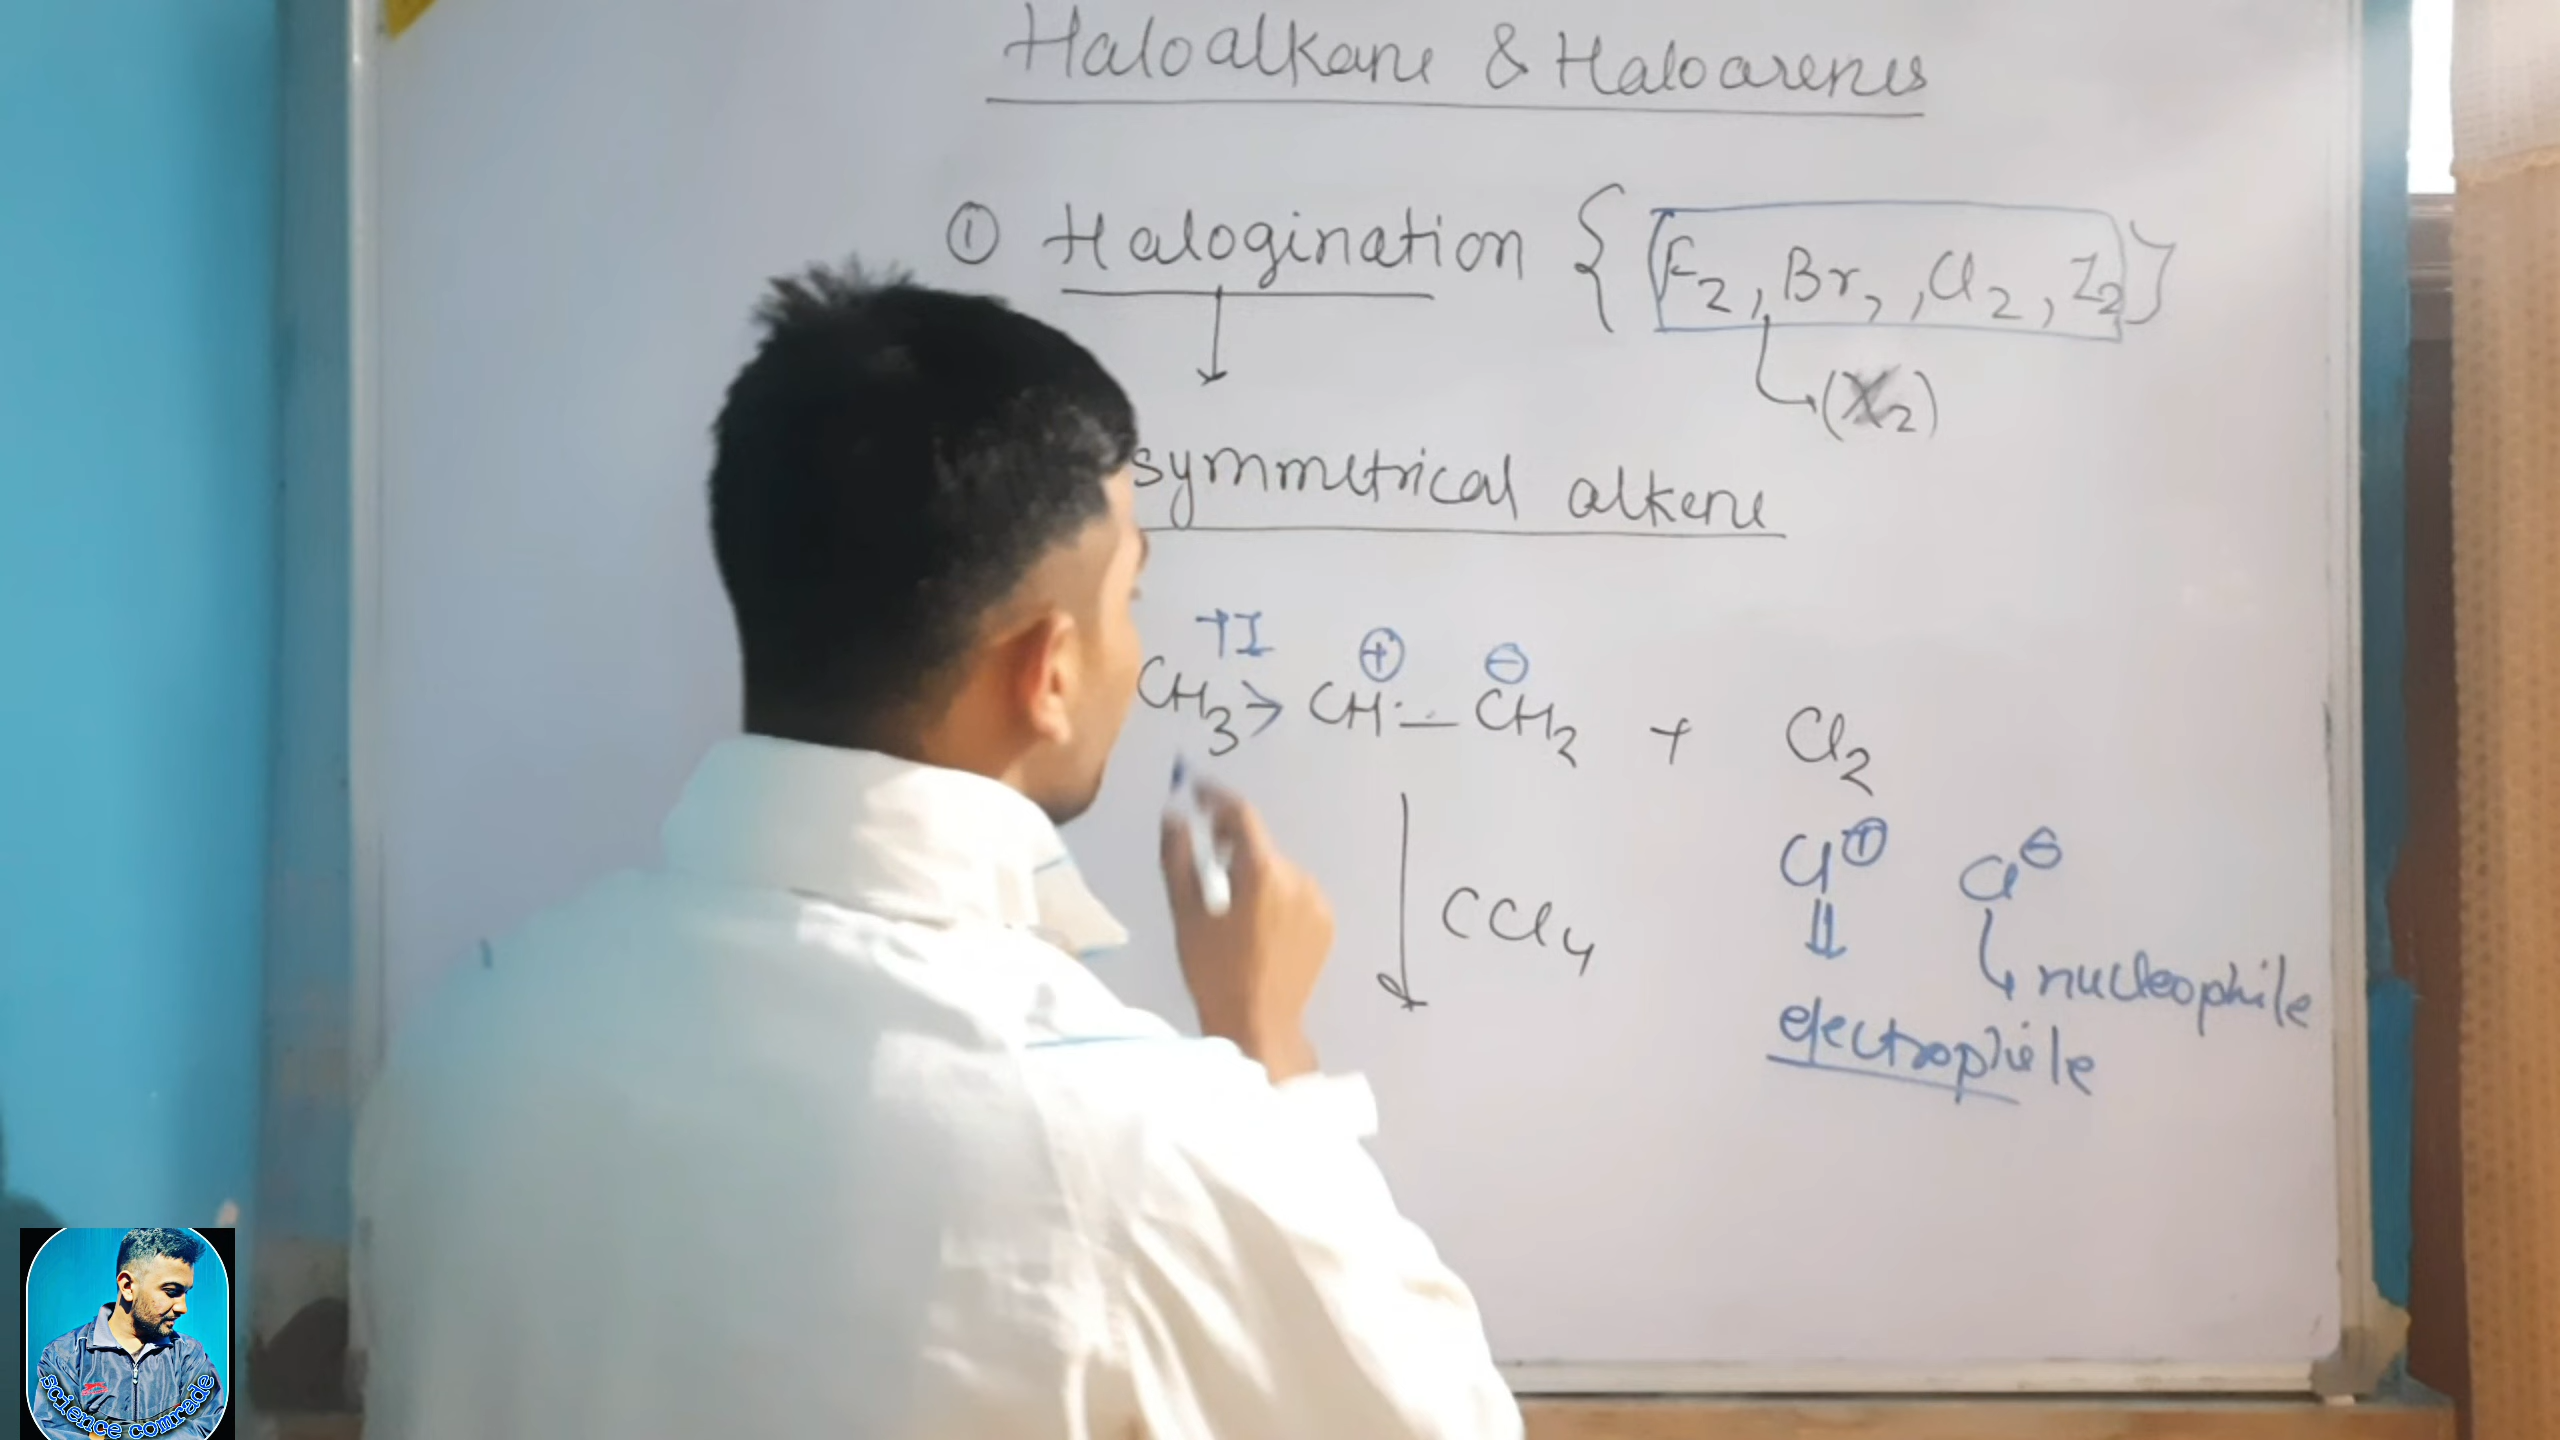 Haloalkane & Haloarenes
① Halogination { F2, Br2, Cl2, I2 }
(X2)
symmetrical alkene
+I ⊕ ⊖
CH3 > CH — CH2 + Cl2
Cl⊕ Cl⊖
CCl4
nucleophile
electrophile
science comrade